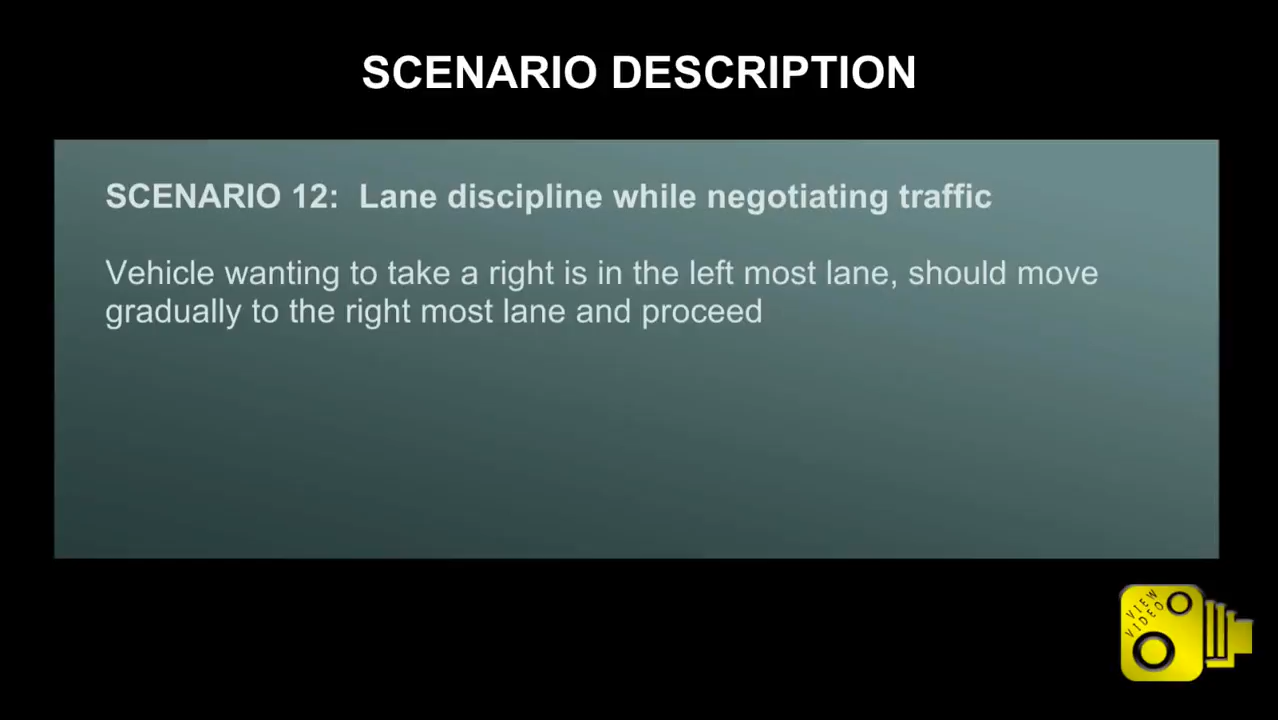 SCENARIO DESCRIPTION
SCENARIO 12:  Lane discipline while negotiating traffic
Vehicle wanting to take a right is in the left most lane, should move
gradually to the right most lane and proceed
VIEW
VIDEO